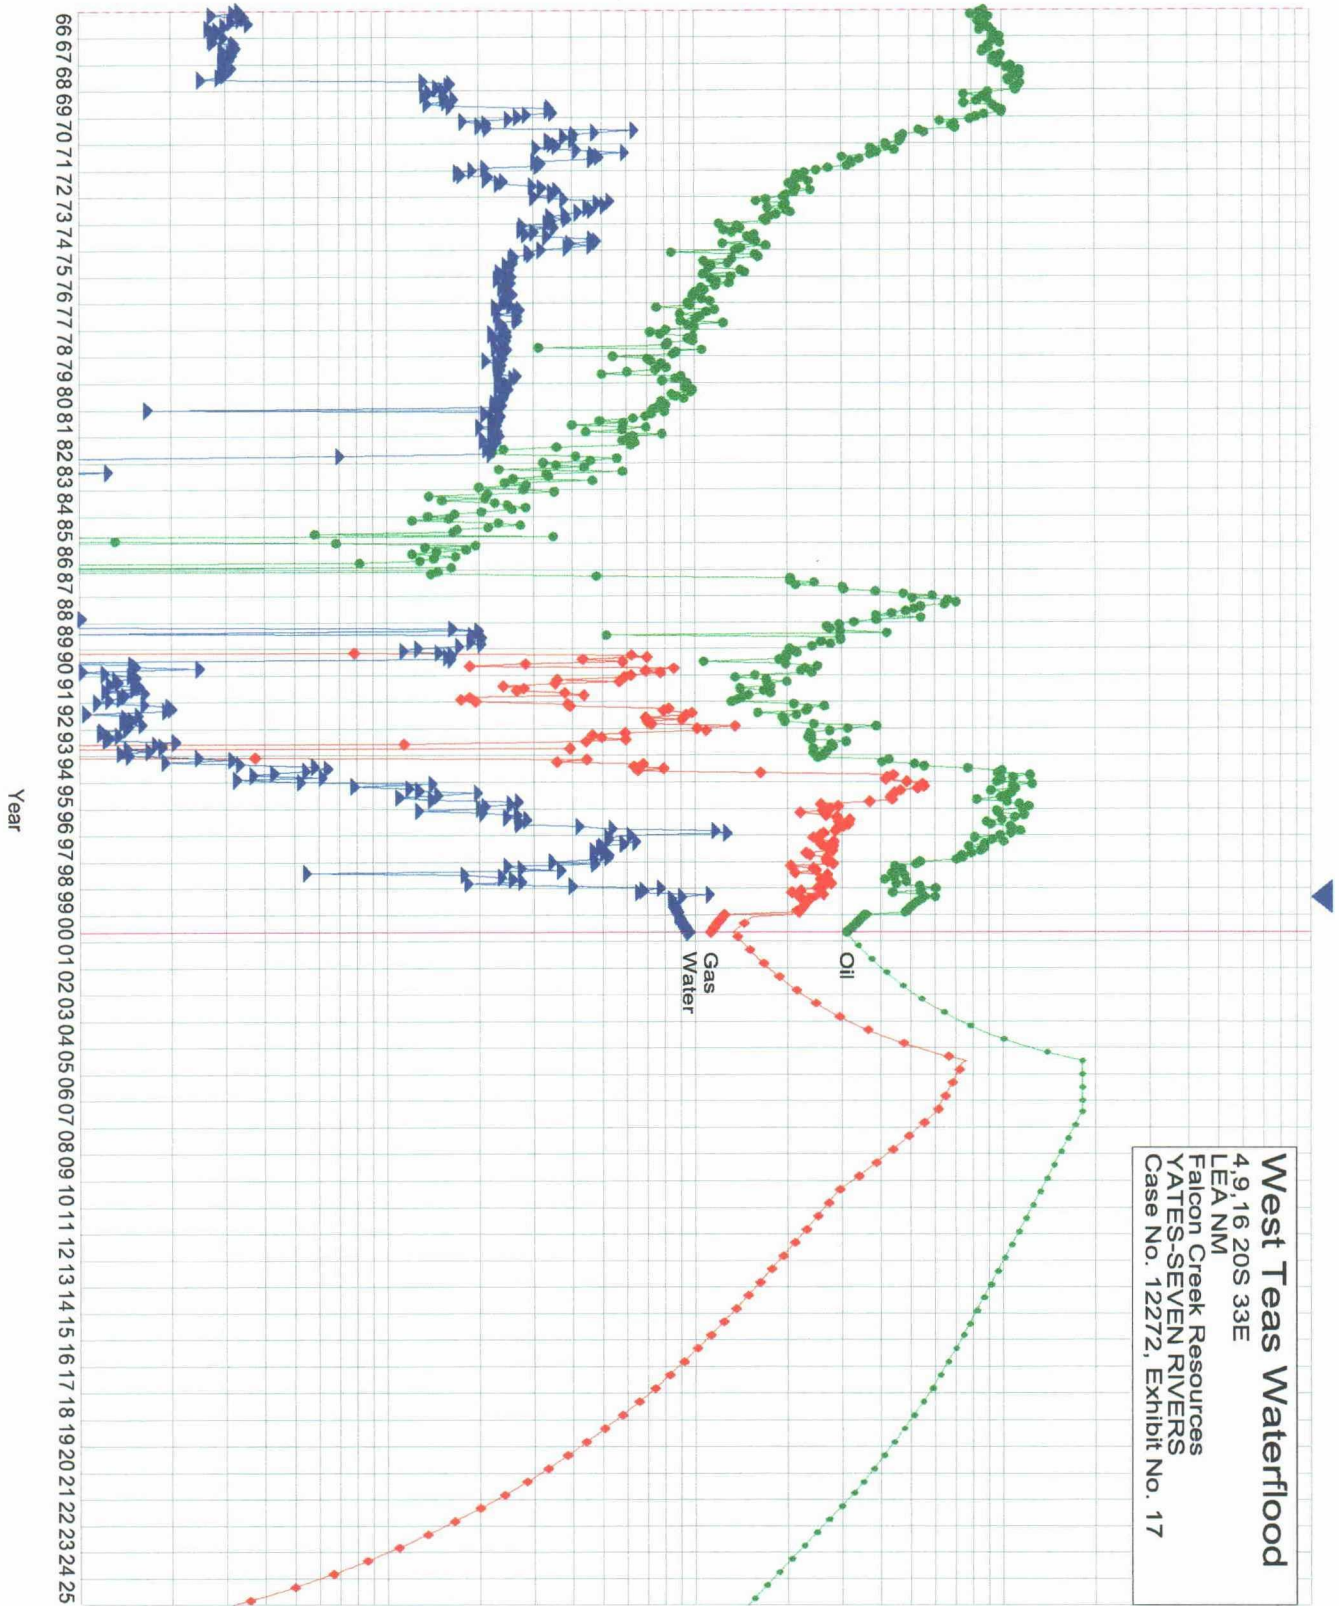 West Teas Waterflood
4,9,16 20S 33E
LEA NM
Falcon Creek Resources
YATES-SEVEN RIVERS
Case No. 12272, Exhibit No. 17
Oil
Gas
Water
66 67 68 69 70 71 72 73 74 75 76 77 78 79 80 81 82 83 84 85 86 87 88 89 90 91 92 93 94 95 96 97 98 99 00 01 02 03 04 05 06 07 08 09 10 11 12 13 14 15 16 17 18 19 20 21 22 23 24 25
Year